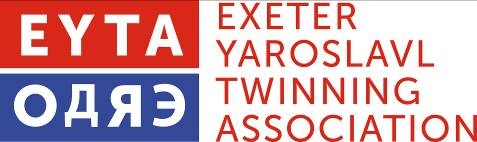 EYTA
ОДЯЭ
EXETER
YAROSLAVL
TWINNING
ASSOCIATION